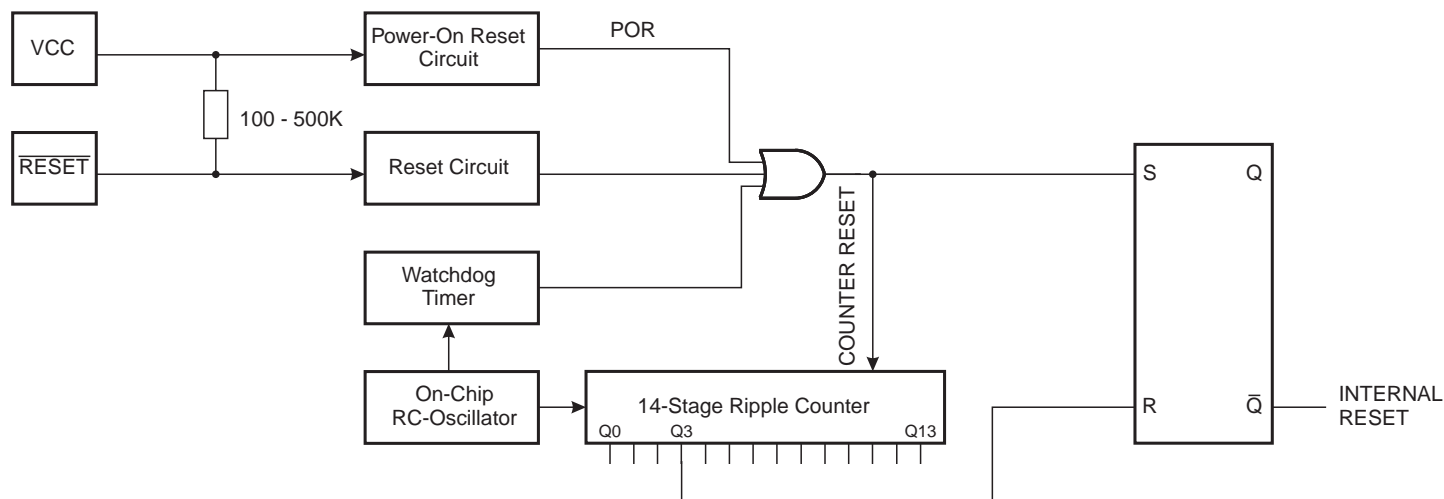 VCC
Power-On Reset
Circuit
POR
100 - 500K
RESET
Reset Circuit
S
Q
COUNTER RESET
Watchdog
Timer
On-Chip
RC-Oscillator
14-Stage Ripple Counter
Q0
Q3
Q13
R
Q̅
INTERNAL
RESET